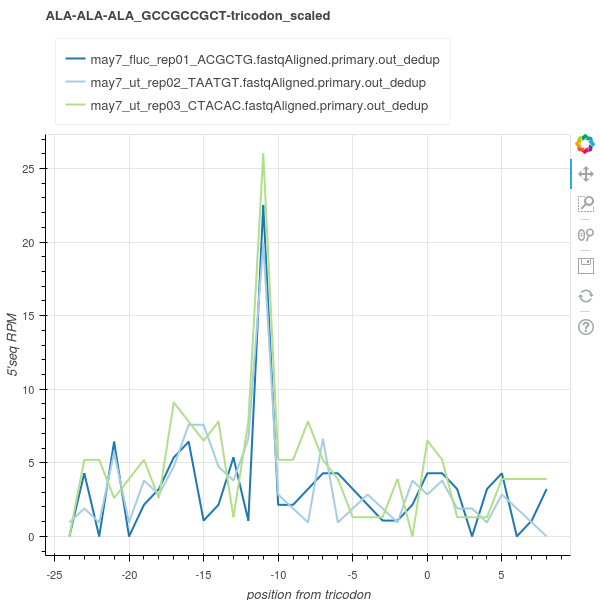 ALA-ALA-ALA_GCCGCCGCT-tricodon_scaled
may7_fluc_rep01_ACGCTG.fastqAligned.primary.out_dedup
may7_ut_rep02_TAATGT.fastqAligned.primary.out_dedup
may7_ut_rep03_CTACAC.fastqAligned.primary.out_dedup
25
20
15
10
5
0
5'seq RPM
-25 -20 -15 -10 -5 0 5
position from tricodon